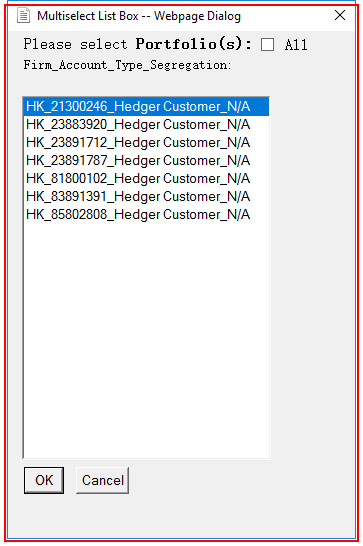 Multiselect List Box -- Webpage Dialog
Please select Portfolio(s): All
Firm_Account_Type_Segregation:
HK_21300246_Hedger Customer_N/A
HK_23883920_Hedger Customer_N/A
HK_23891712_Hedger Customer_N/A
HK_23891787_Hedger Customer_N/A
HK_81800102_Hedger Customer_N/A
HK_83891391_Hedger Customer_N/A
HK_85802808_Hedger Customer_N/A
OK Cancel